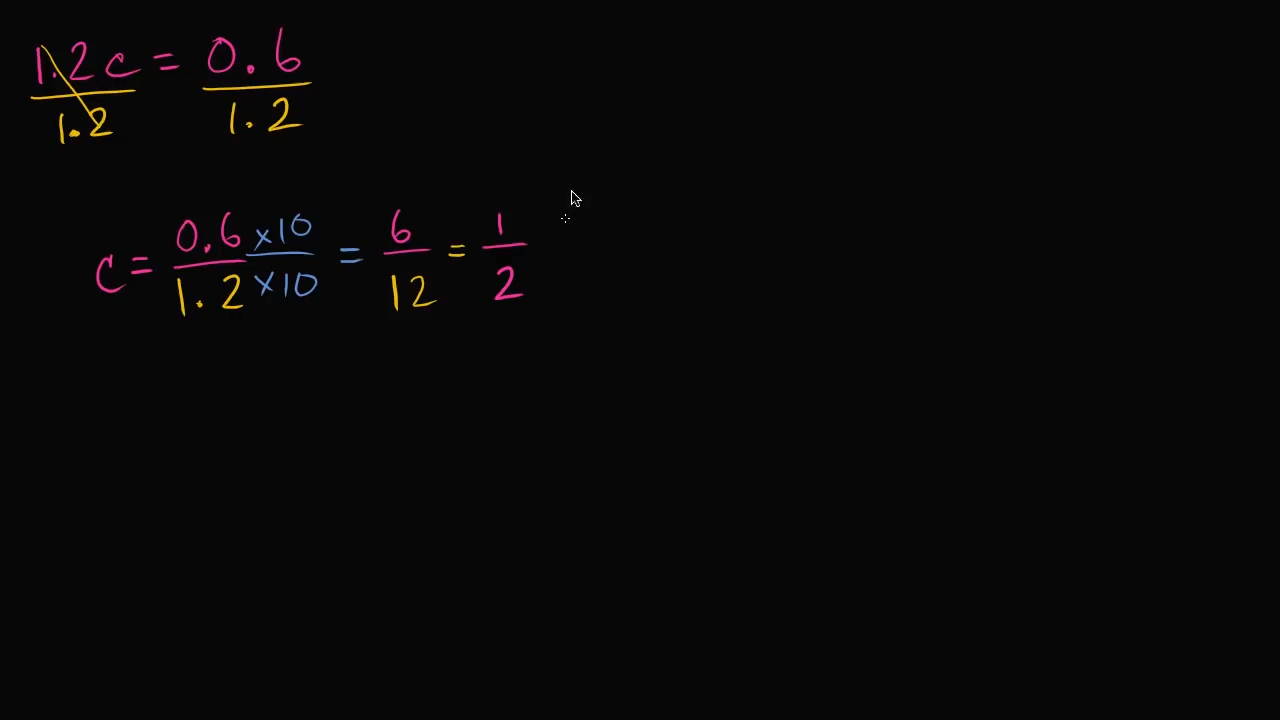 1.2c = 0.6
1.2 1.2
c = 0.6 ×10 = 6 = 1
1.2 ×10 12 2